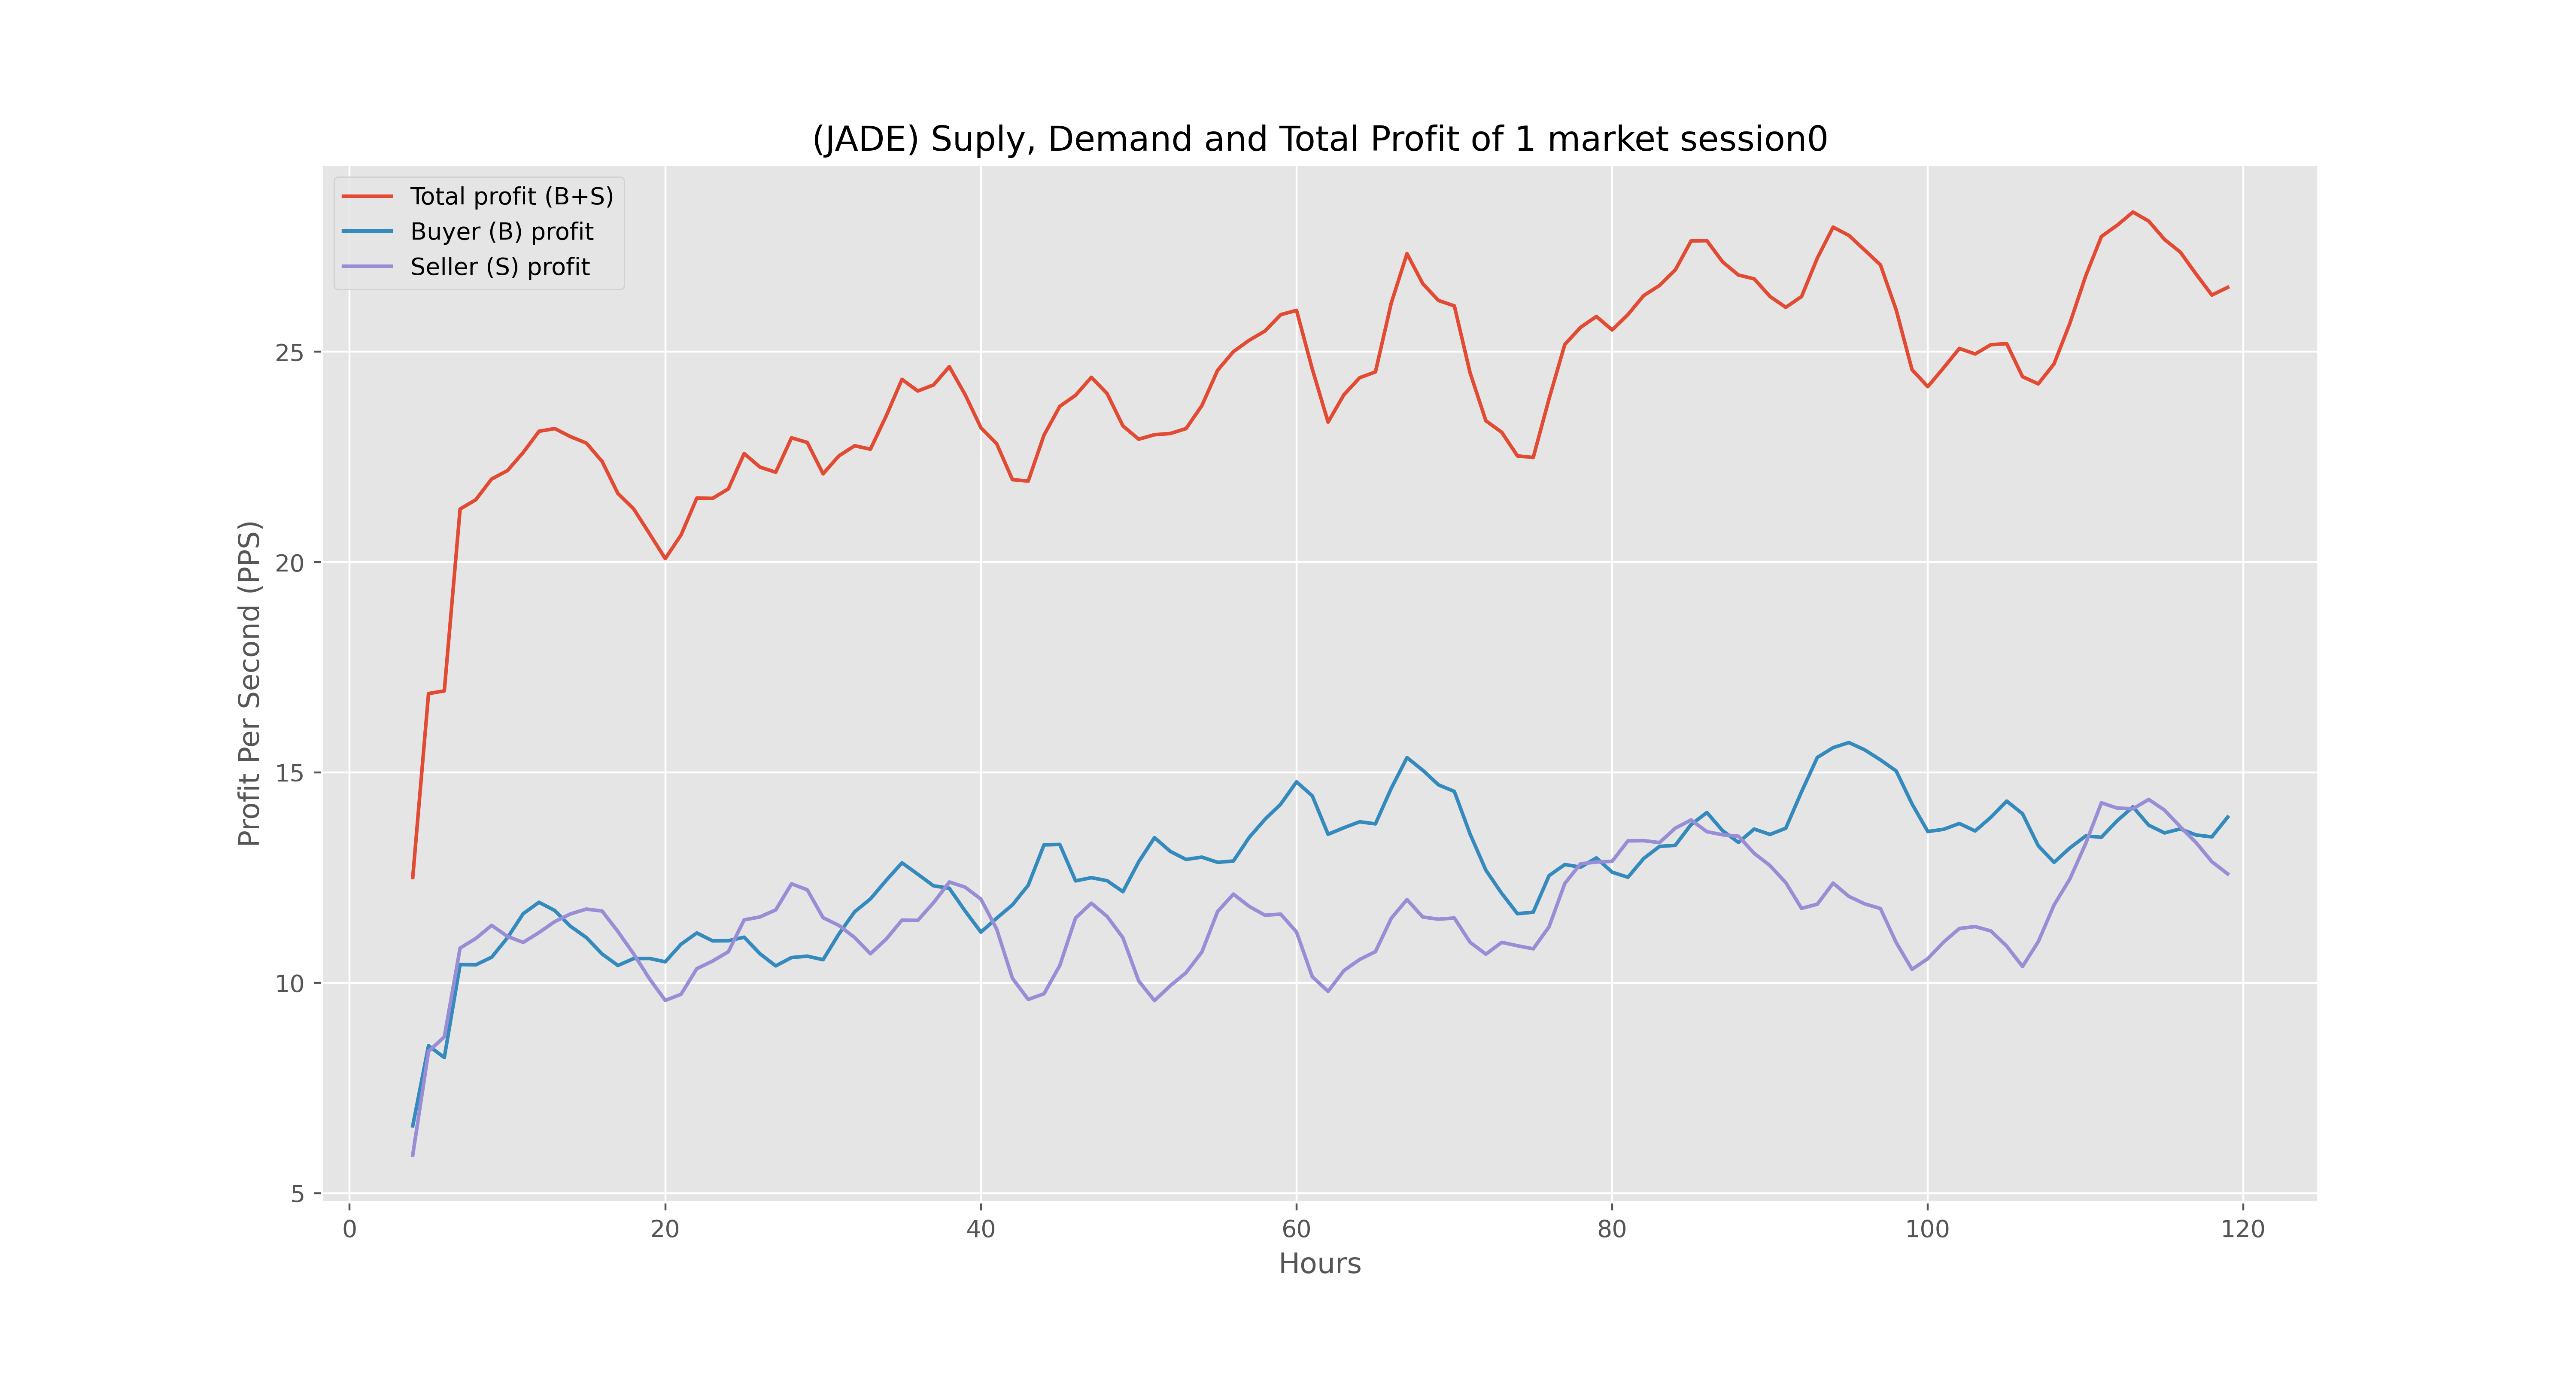 (JADE) Suply, Demand and Total Profit of 1 market session0
Total profit (B+S)
Buyer (B) profit
Seller (S) profit
Profit Per Second (PPS)
25
20
15
10
5
0 20 40 60 80 100 120
Hours